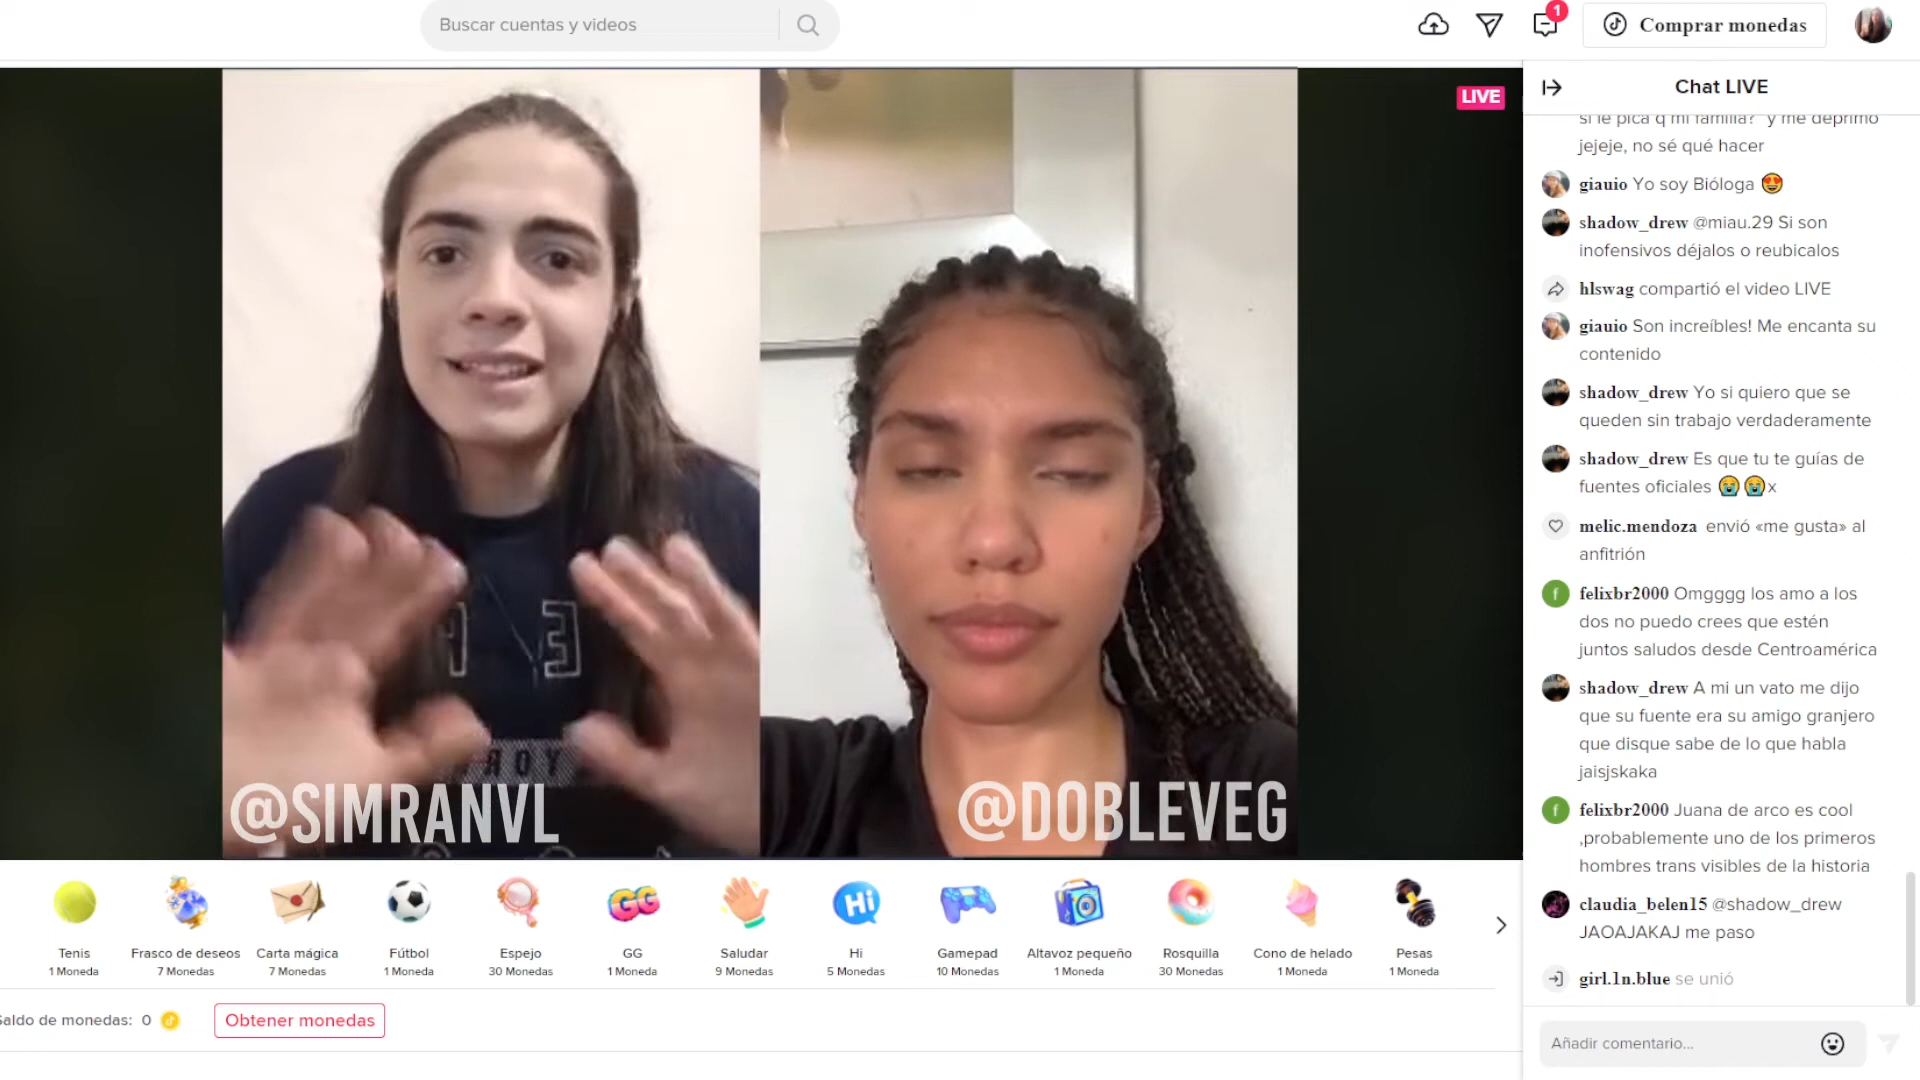 Buscar cuentas y videos
1
Comprar monedas
LIVE
Chat LIVE
si le pica q mi familia? y me deprimo
jejeje, no sé qué hacer
giauio Yo soy Bióloga 😍
shadow_drew @miau.29 Si son
inofensivos déjalos o reubicalos
hlswag compartió el video LIVE
giauio Son increíbles! Me encanta su
contenido
shadow_drew Yo si quiero que se
queden sin trabajo verdaderamente
shadow_drew Es que tu te guías de
fuentes oficiales 😭😭x
melic.mendoza envió «me gusta» al
anfitrión
f felixbr2000 Omgggg los amo a los
dos no puedo crees que estén
juntos saludos desde Centroamérica
shadow_drew A mi un vato me dijo
que su fuente era su amigo granjero
que disque sabe de lo que habla
jaisjskaka
f felixbr2000 Juana de arco es cool
,probablemente uno de los primeros
hombres trans visibles de la historia
claudia_belen15 @shadow_drew
JAOAJAKAJ me paso
girl.1n.blue se unió
Añadir comentario...
@SIMRANVL
@DOBLEVEG
GG
Hi
Tenis
1 Moneda
Frasco de deseos
7 Monedas
Carta mágica
7 Monedas
Fútbol
1 Moneda
Espejo
30 Monedas
GG
1 Moneda
Saludar
9 Monedas
Hi
5 Monedas
Gamepad
10 Monedas
Altavoz pequeño
1 Moneda
Rosquilla
30 Monedas
Cono de helado
1 Moneda
Pesas
1 Moneda
Saldo de monedas: 0
Obtener monedas